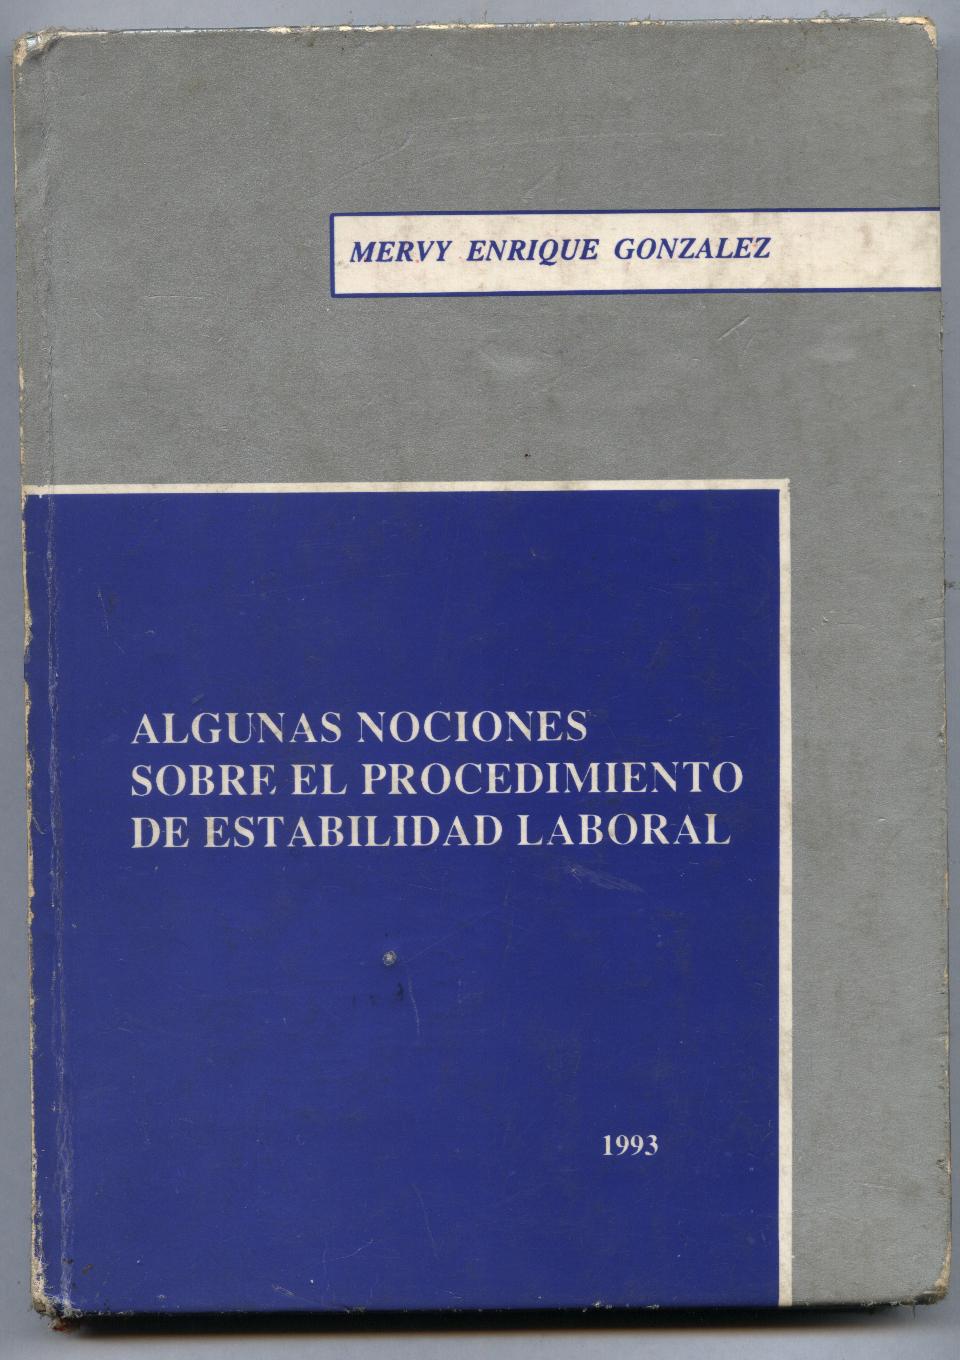 MERVY ENRIQUE GONZALEZ
ALGUNAS NOCIONES
SOBRE EL PROCEDIMIENTO
DE ESTABILIDAD LABORAL
1993